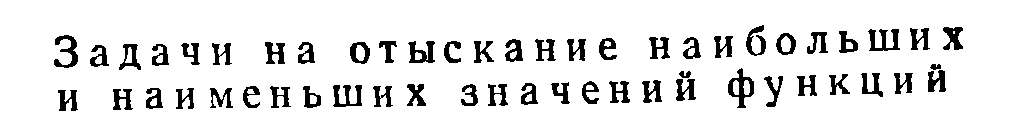 Задачи на отыскание наибольших
и наименьших значений функций